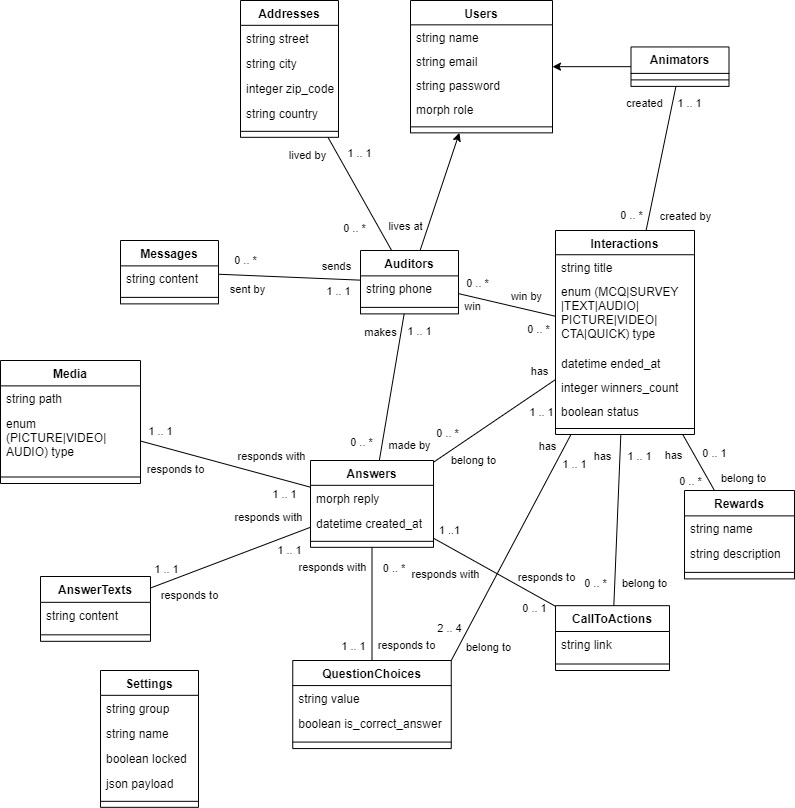 Addresses
string street
string city
integer zip_code
string country
Users
string name
string email
string password
morph role
Animators
created
1 .. 1
lived by
1 .. 1
0 .. *
lives at
0 .. *
created by
Messages
string content
0 .. *
sent by
sends
1 .. 1
Auditors
string phone
0 .. *
win
win by
0 .. *
Interactions
string title
enum (MCQ|SURVEY
|TEXT|AUDIO|
PICTURE|VIDEO|
CTA|QUICK) type
datetime ended_at
integer winners_count
boolean status
makes
1 .. 1
has
1 .. 1
Media
string path
enum
(PICTURE|VIDEO|
AUDIO) type
1 .. 1
responds to
responds with
1 .. 1
0 .. *
made by
0 .. *
belong to
has
1 .. 1
has
1 .. 1
has
0 .. 1
0 .. *
belong to
Answers
morph reply
datetime created_at
Rewards
string name
string description
responds with
1 .. 1
1 .. 1
responds to
AnswerTexts
string content
responds with
0 .. *
1 .. 1
responds to
1 .. 1
responds with
responds to
0 .. 1
0 .. *
belong to
2 .. 4
belong to
CallToActions
string link
QuestionChoices
string value
boolean is_correct_answer
Settings
string group
string name
boolean locked
json payload